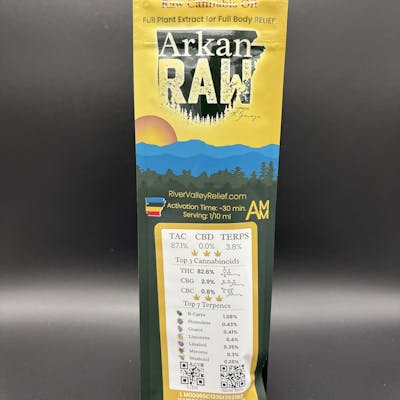 Raw Cannabis Oil
Full Plant Extract for Full Body RELIEF
Arkan
RAW
RiverValleyRelief.com
Activation Time: ~30 min.
Serving: 1/10 ml
AM
TAC CBD TERPS
87.1% 0.0% 3.8%
Top 3 Cannabinoids
THC 82.6%
CBG 2.9%
CBC 0.8%
Top 7 Terpenes
B-Caryo 1.08%
Humulene 0.43%
Guaiol 0.41%
Limonene 0.4%
Linalool 0.35%
Myrcene 0.3%
Bisabolol 0.25%